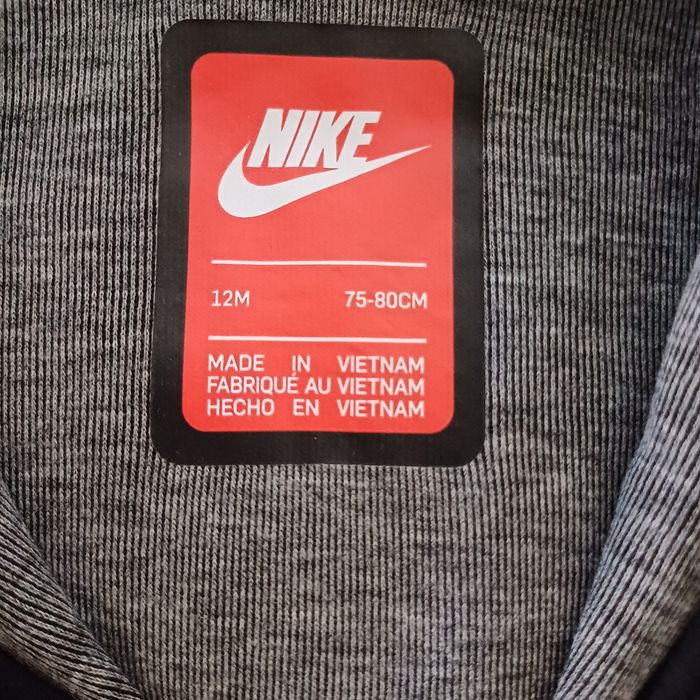 NIKE
12M 75-80CM
MADE IN VIETNAM
FABRIQUÉ AU VIETNAM
HECHO EN VIETNAM